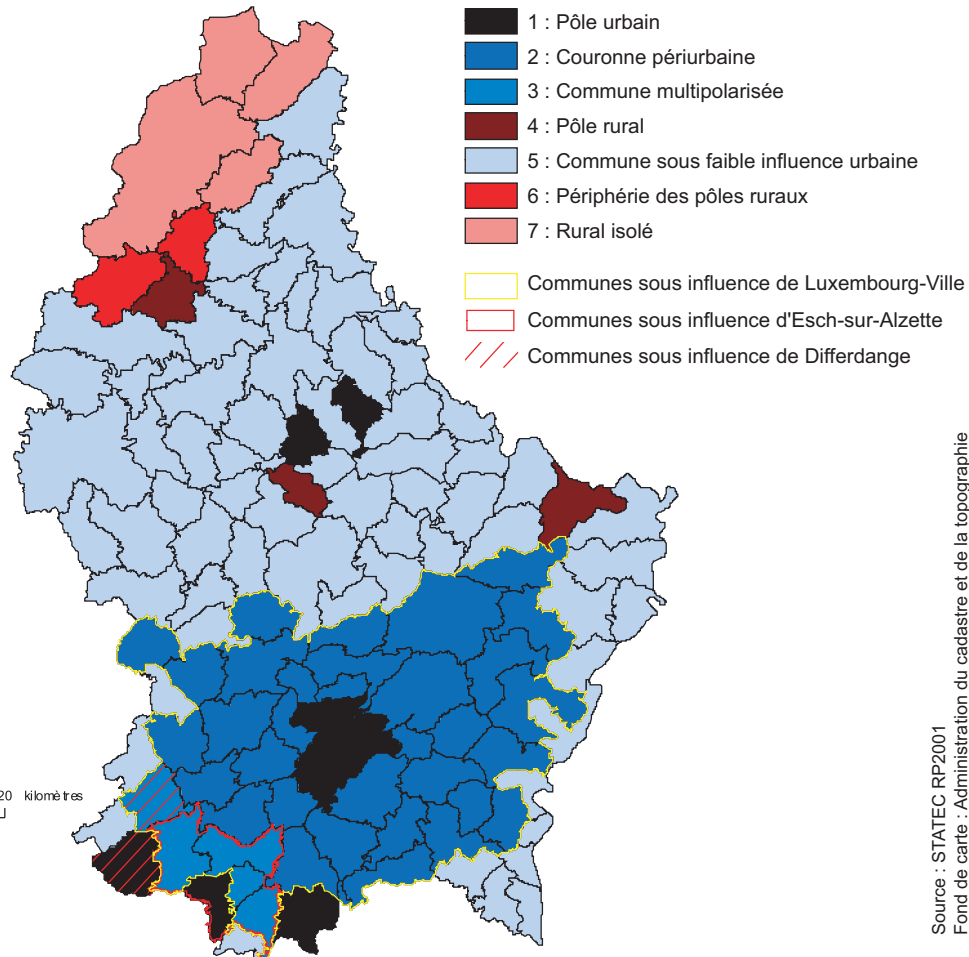 1 : Pôle urbain
2 : Couronne périurbaine
3 : Commune multipolarisée
4 : Pôle rural
5 : Commune sous faible influence urbaine
6 : Périphérie des pôles ruraux
7 : Rural isolé
Communes sous influence de Luxembourg-Ville
Communes sous influence d'Esch-sur-Alzette
Communes sous influence de Differdange
20 kilomètres
Source : STATEC RP2001
Fond de carte : Administration du cadastre et de la topographie